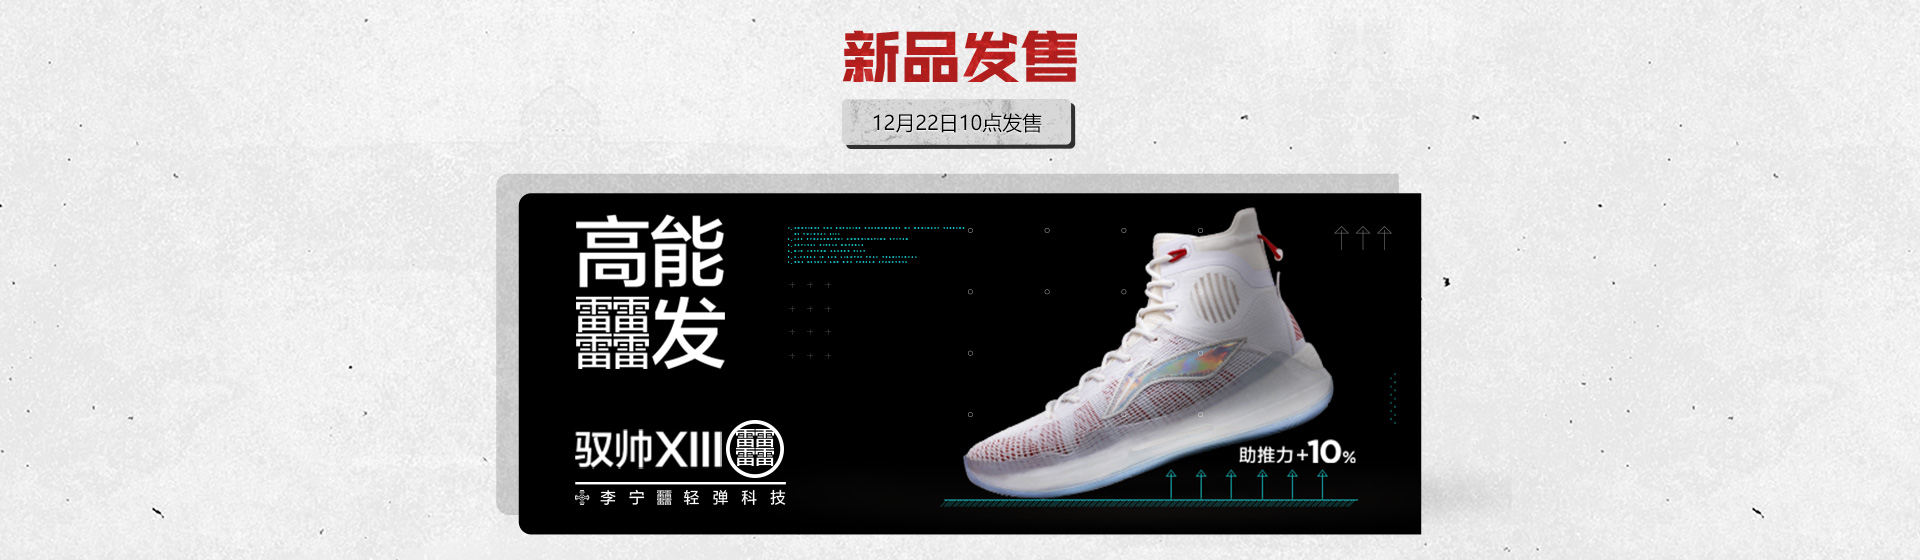 新品发售
12月22日10点发售
高能
䨻发
驭帅XIII䨻
李宁䨻轻弹科技
助推力+10%